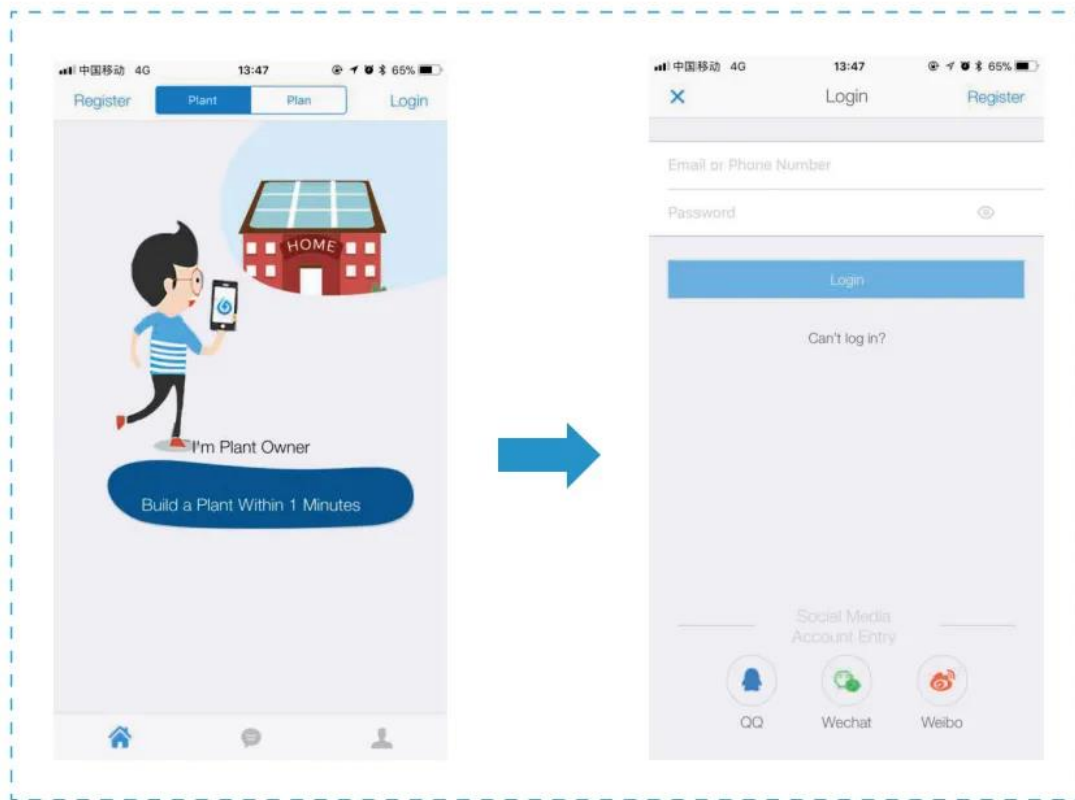 中国移动 4G 13:47 65%
Register Plant Plan Login
HOME
I'm Plant Owner
Build a Plant Within 1 Minutes
中国移动 4G 13:47 65%
Login Register
Email or Phone Number
Password
Login
Can't log in?
Social Media
Account Entry
QQ Wechat Weibo